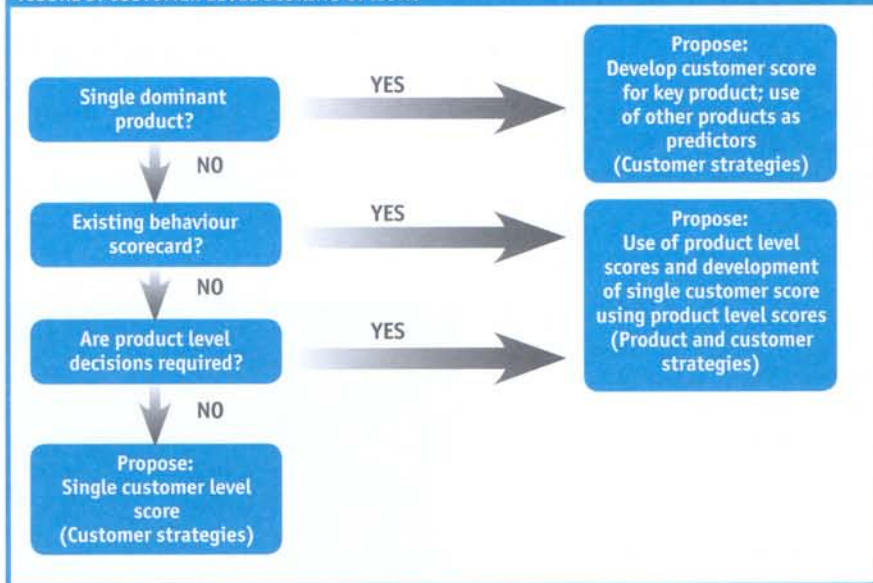 Single dominant
product?
YES
Propose:
Develop customer score
for key product; use
of other products as
predictors
(Customer strategies)
NO
Existing behaviour
scorecard?
YES
Propose:
Use of product level
scores and development
of single customer score
using product level scores
(Product and customer
strategies)
NO
Are product level
decisions required?
YES
NO
Propose:
Single customer level
score
(Customer strategies)